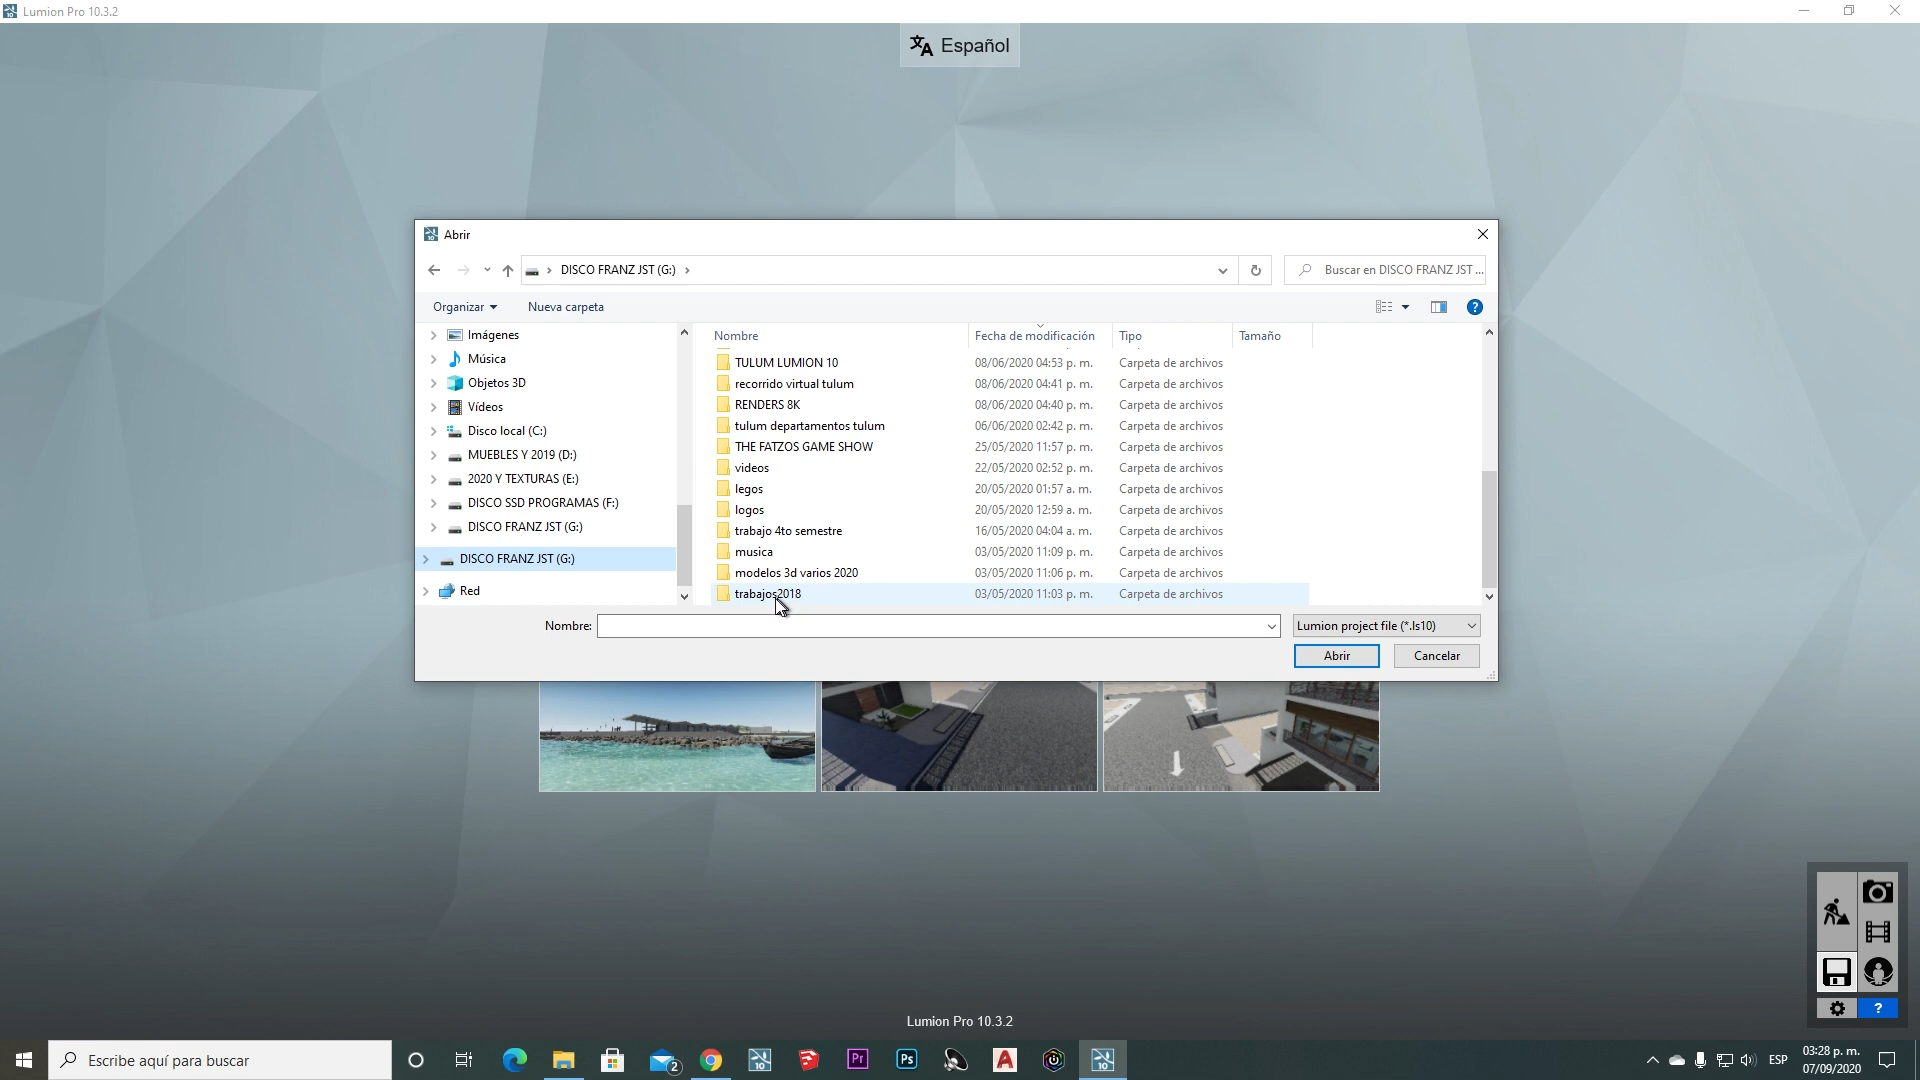 Lumion Pro 10.3.2
Español
Abrir
DISCO FRANZ JST (G:)
Buscar en DISCO FRANZ JST ...
Organizar
Nueva carpeta
Imágenes
Música
Objetos 3D
Vídeos
Disco local (C:)
MUEBLES Y 2019 (D:)
2020 Y TEXTURAS (E:)
DISCO SSD PROGRAMAS (F:)
DISCO FRANZ JST (G:)
DISCO FRANZ JST (G:)
Red
Nombre Fecha de modificación Tipo Tamaño
TULUM LUMION 10 08/06/2020 04:53 p. m. Carpeta de archivos
recorrido virtual tulum 08/06/2020 04:41 p. m. Carpeta de archivos
RENDERS 8K 08/06/2020 04:40 p. m. Carpeta de archivos
tulum departamentos tulum 06/06/2020 02:42 p. m. Carpeta de archivos
THE FATZOS GAME SHOW 25/05/2020 11:57 p. m. Carpeta de archivos
videos 22/05/2020 02:52 p. m. Carpeta de archivos
legos 20/05/2020 01:57 a. m. Carpeta de archivos
logos 20/05/2020 12:59 a. m. Carpeta de archivos
trabajo 4to semestre 16/05/2020 04:04 a. m. Carpeta de archivos
musica 03/05/2020 11:09 p. m. Carpeta de archivos
modelos 3d varios 2020 03/05/2020 11:06 p. m. Carpeta de archivos
trabajos2018 03/05/2020 11:03 p. m. Carpeta de archivos
Nombre:
Lumion project file (*.ls10)
Abrir
Cancelar
Lumion Pro 10.3.2
Escribe aquí para buscar
2
Pr
Ps
10
10
ESP
03:28 p. m.
07/09/2020